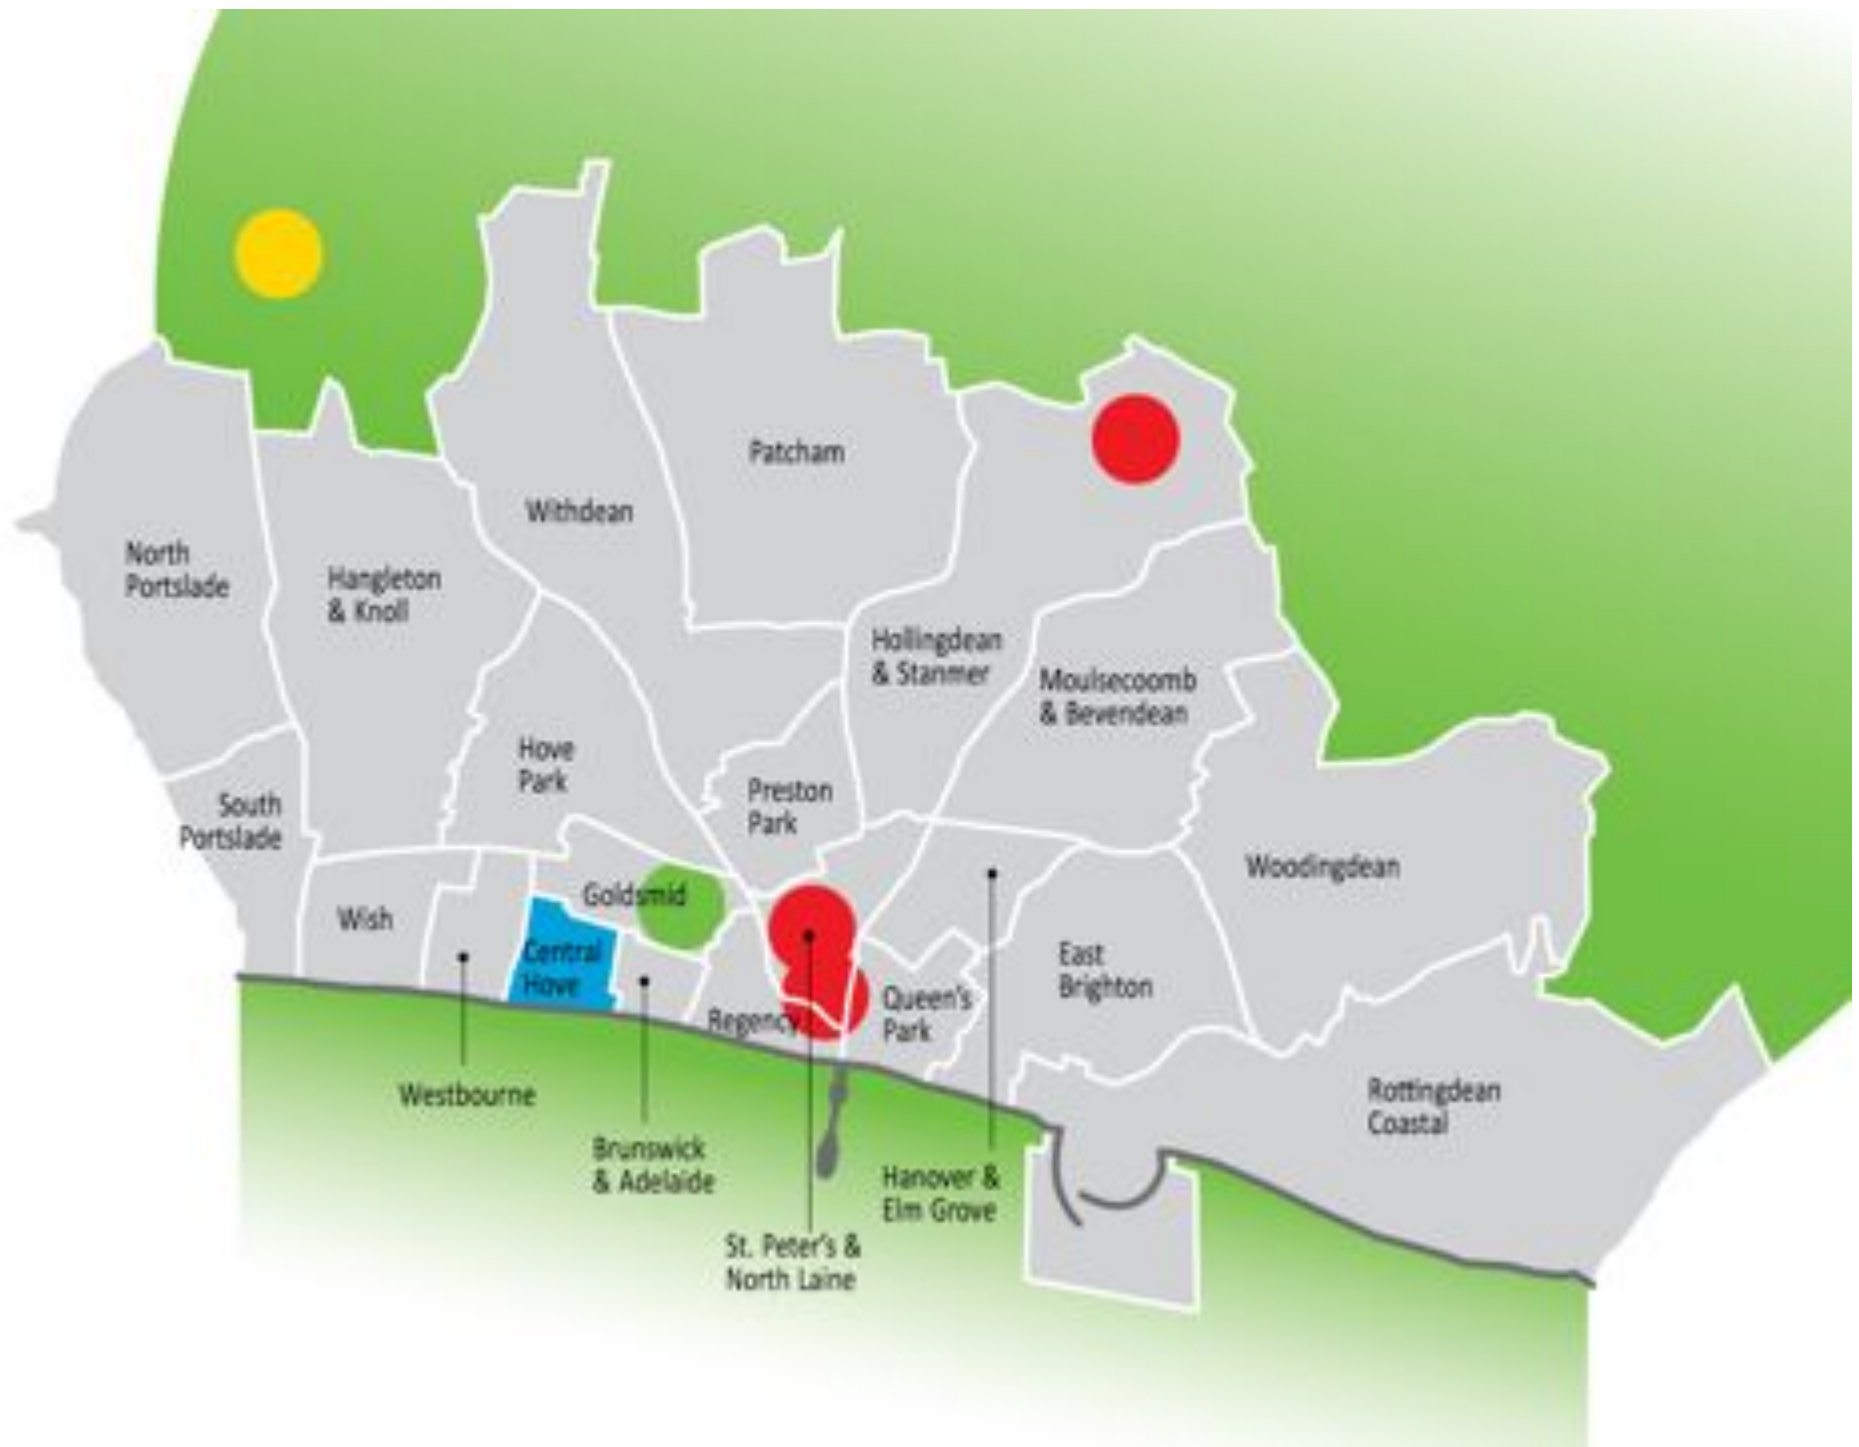 Patcham
Withdean
North
Portslade
Hangleton
& Knoll
Hollingdean
& Stanmer
Moulsecoomb
& Bevendean
Hove
Park
Preston
Park
South
Portslade
Woodingdean
Goldsmid
Wish
Central
Hove
East
Brighton
Queen's
Park
Regency
Westbourne
Rottingdean
Coastal
Brunswick
& Adelaide
Hanover &
Elm Grove
St. Peter's &
North Laine